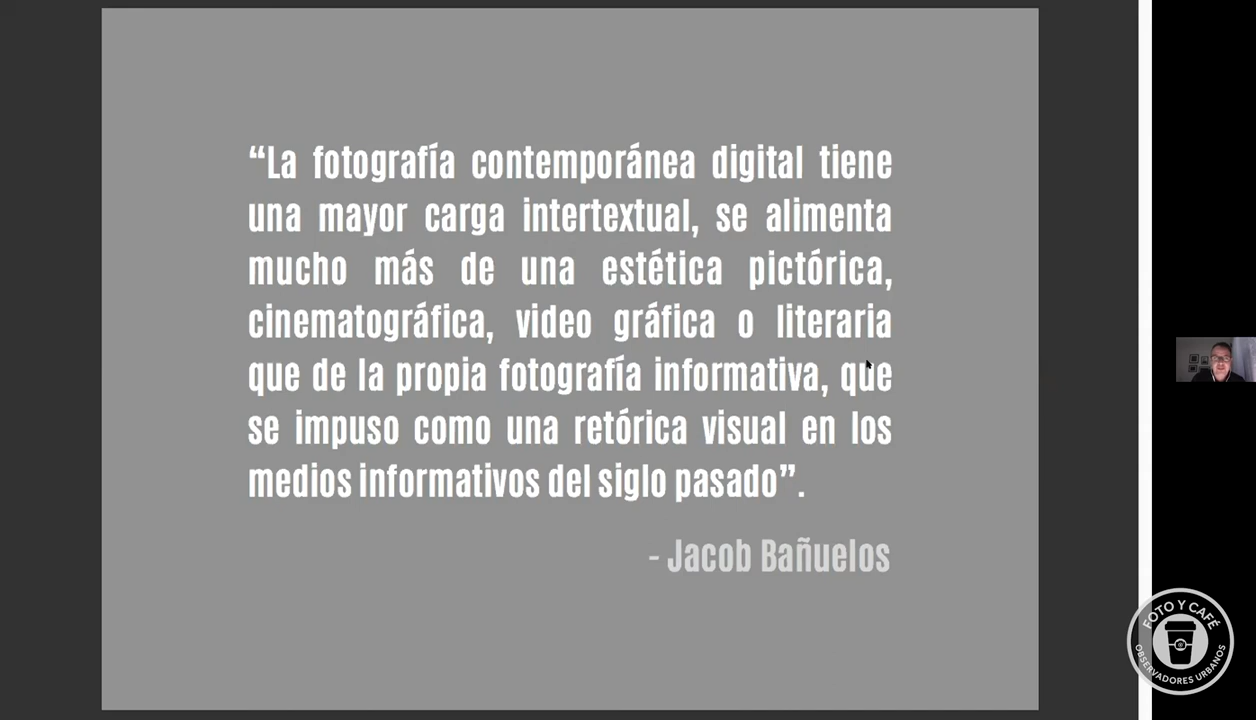 “La fotografía contemporánea digital tiene
una mayor carga intertextual, se alimenta
mucho más de una estética pictórica,
cinematográfica, video gráfica o literaria
que de la propia fotografía informativa, que
se impuso como una retórica visual en los
medios informativos del siglo pasado”.
- Jacob Bañuelos
FOTO Y CAFÉ
OBSERVADORES URBANOS